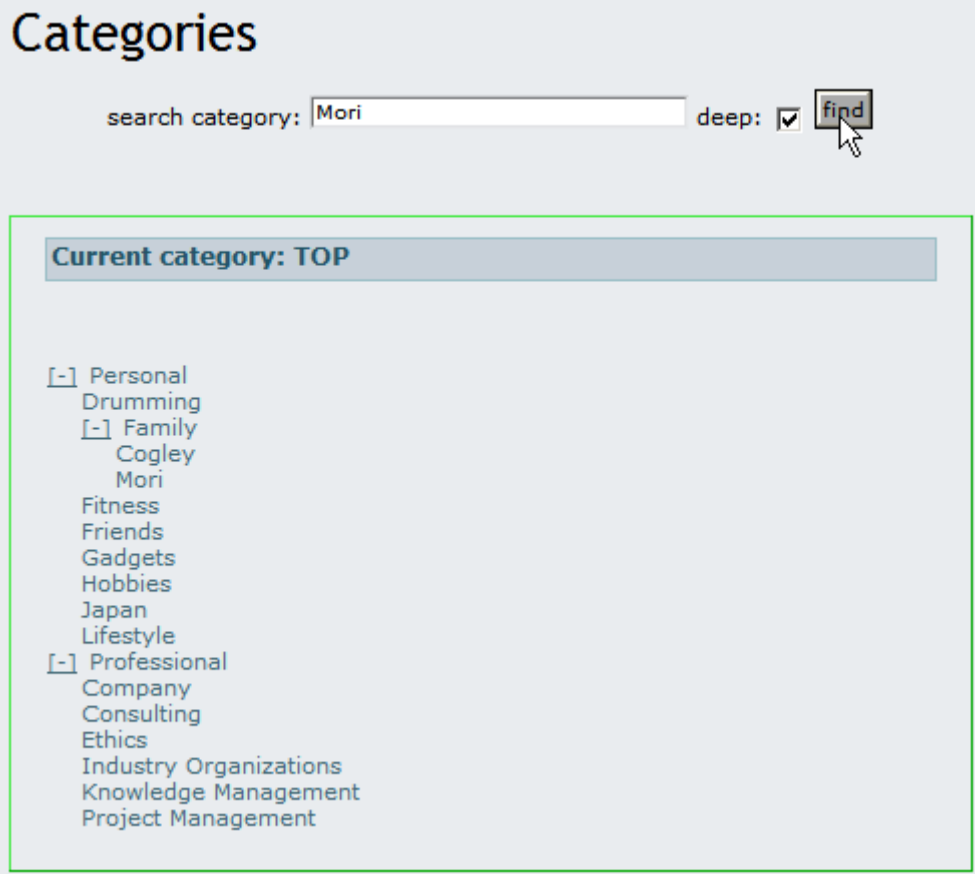 Categories
search category: Mori deep: find
Current category: TOP
[-] Personal
Drumming
[-] Family
Cogley
Mori
Fitness
Friends
Gadgets
Hobbies
Japan
Lifestyle
[-] Professional
Company
Consulting
Ethics
Industry Organizations
Knowledge Management
Project Management